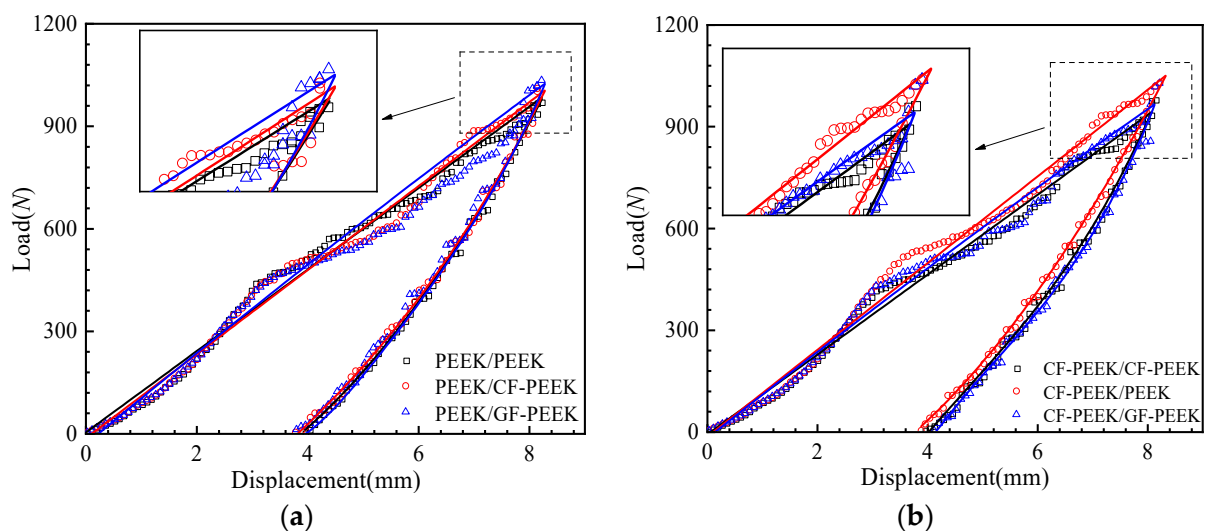 1200
900
600
300
0
Load(N)
PEEK/PEEK
PEEK/CF-PEEK
PEEK/GF-PEEK
0 2 4 6 8
Displacement(mm)
(a)
1200
900
600
300
0
Load(N)
CF-PEEK/CF-PEEK
CF-PEEK/PEEK
CF-PEEK/GF-PEEK
0 2 4 6 8
Displacement(mm)
(b)